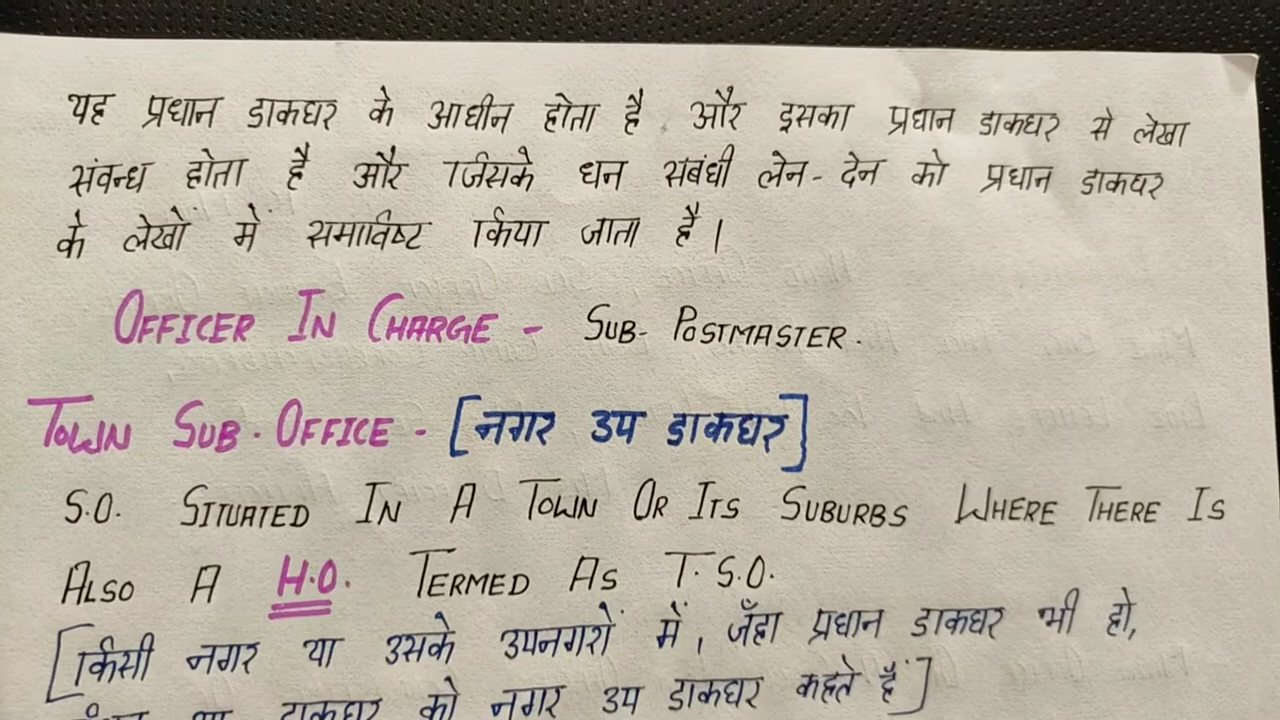 यह प्रधान डाकघर के आधीन होता है और इसका प्रधान डाकघर से लेखा
संवन्ध होता है और जिसके धन सबंधी लेन-देन को प्रधान डाकघर
के लेखों में समाविष्ट किया जाता है।
OFFICER IN CHARGE - SUB-POSTMASTER.
TOWN SUB-OFFICE - [नगर उप डाकघर]
S.O. SITUATED IN A TOWN OR ITS SUBURBS WHERE THERE IS
ALSO A H.O. TERMED AS T.S.O.
[किसी नगर या उसके उपनगरों में, जँहा प्रधान डाकघर भी हो,
डाकघर को नगर उप डाकघर कहते हैं]